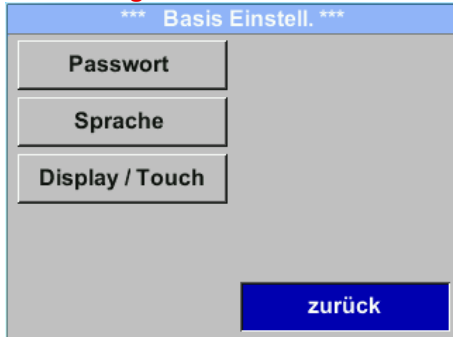 *** Basis Einstell. ***
Passwort
Sprache
Display / Touch
zurück